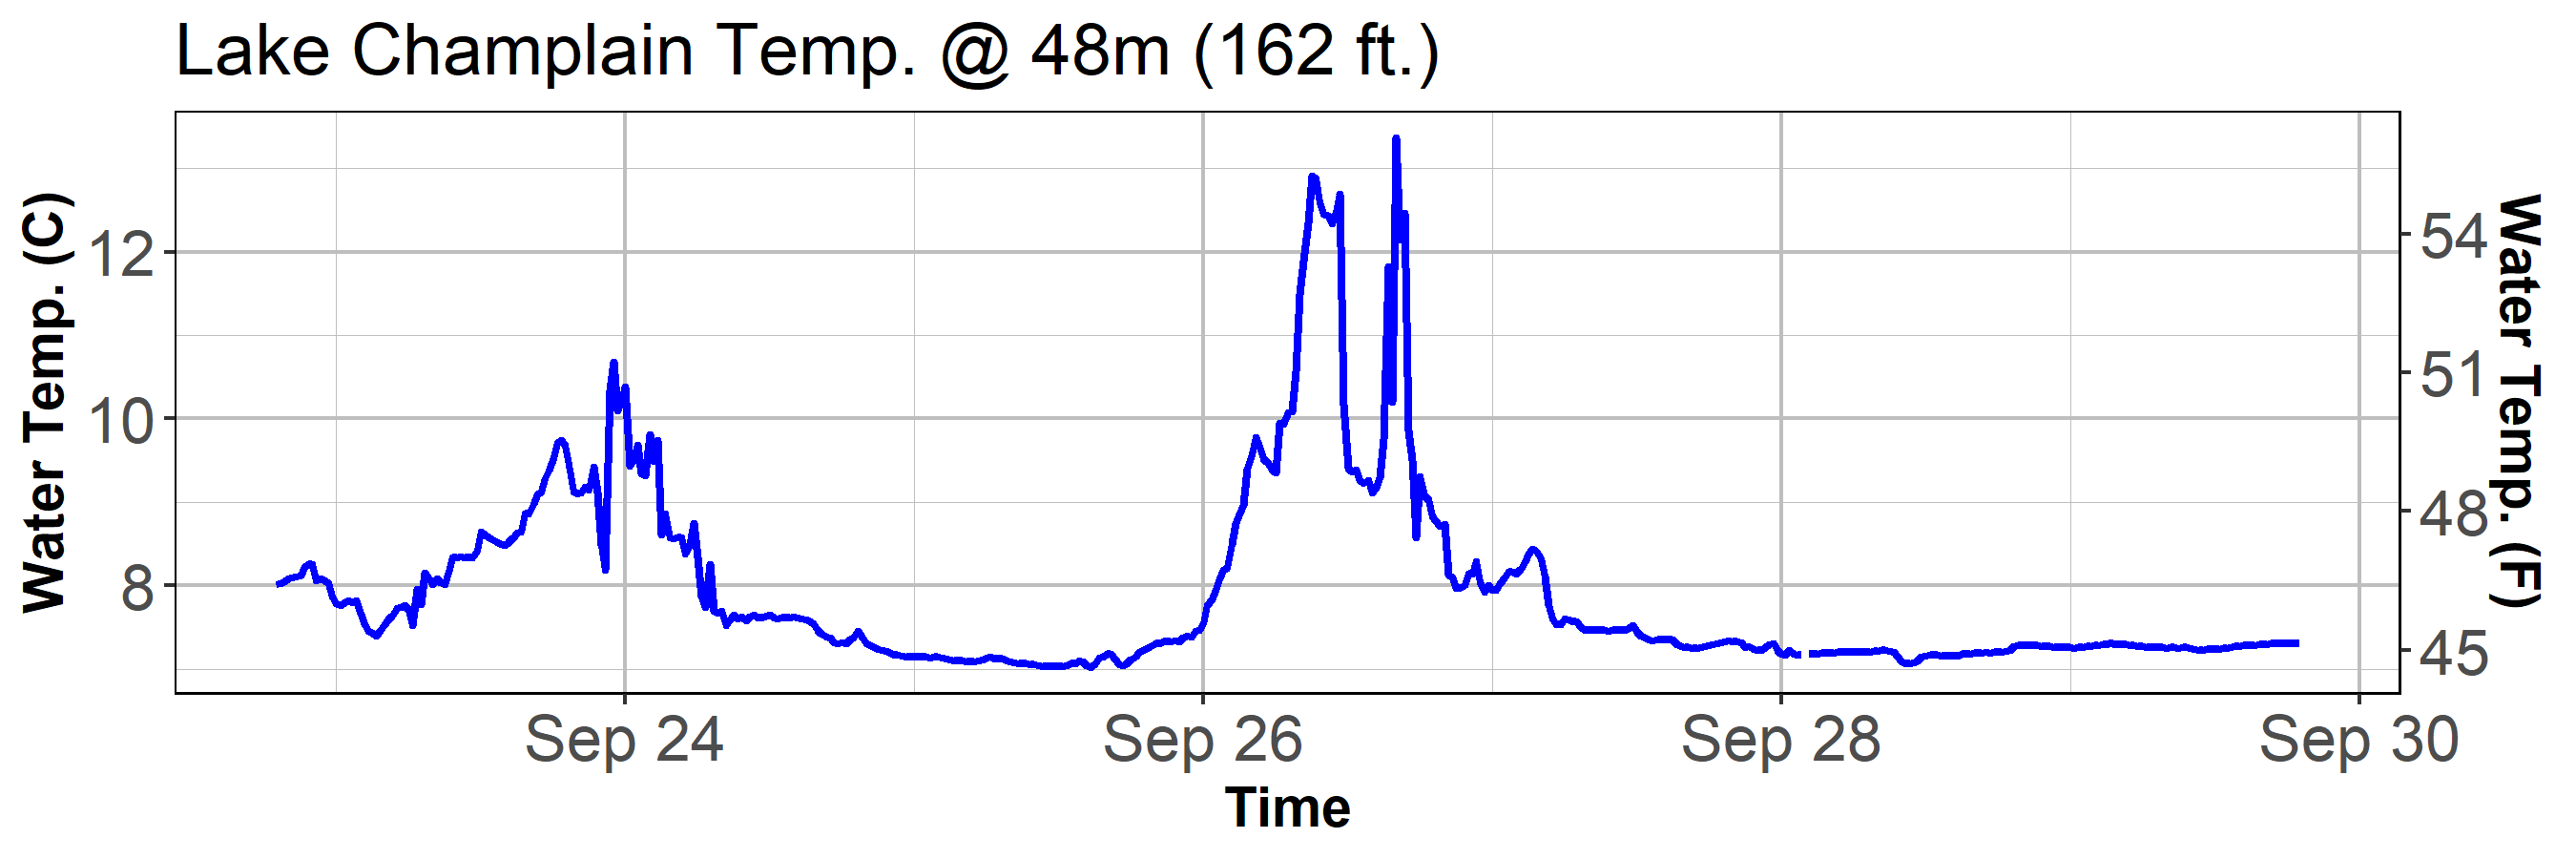 Lake Champlain Temp. @ 48m (162 ft.)
Water Temp. (C)
12
10
8
54
51
48
45
Water Temp. (F)
Sep 24
Sep 26
Sep 28
Sep 30
Time